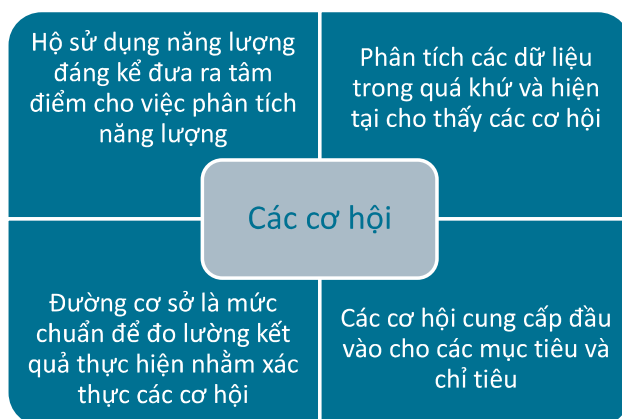 Hộ sử dụng năng lượng
đáng kể đưa ra tâm
điểm cho việc phân tích
năng lượng
Phân tích các dữ liệu
trong quá khứ và hiện
tại cho thấy các cơ hội
Các cơ hội
Đường cơ sở là mức
chuẩn để đo lường kết
quả thực hiện nhằm xác
thực các cơ hội
Các cơ hội cung cấp đầu
vào cho các mục tiêu và
chỉ tiêu